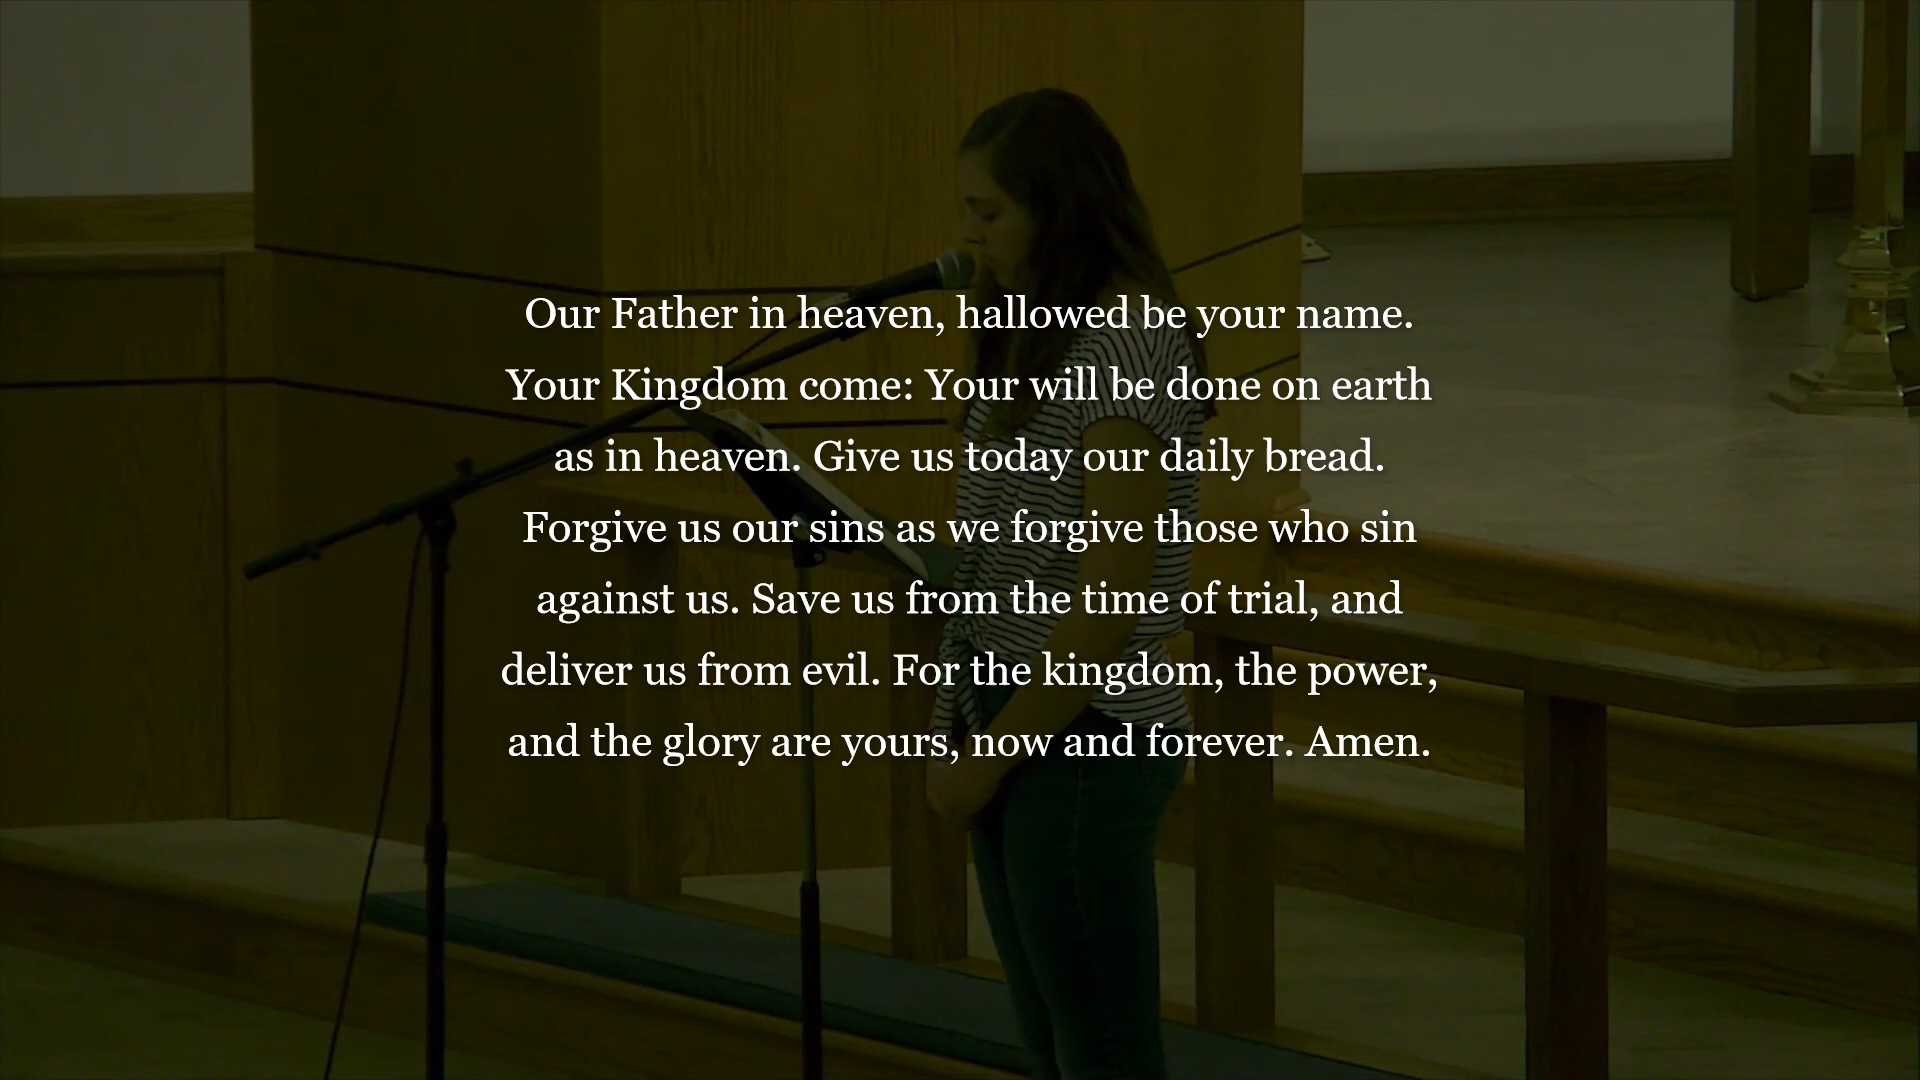 Our Father in heaven, hallowed be your name.
Your Kingdom come: Your will be done on earth
as in heaven. Give us today our daily bread.
Forgive us our sins as we forgive those who sin
against us. Save us from the time of trial, and
deliver us from evil. For the kingdom, the power,
and the glory are yours, now and forever. Amen.